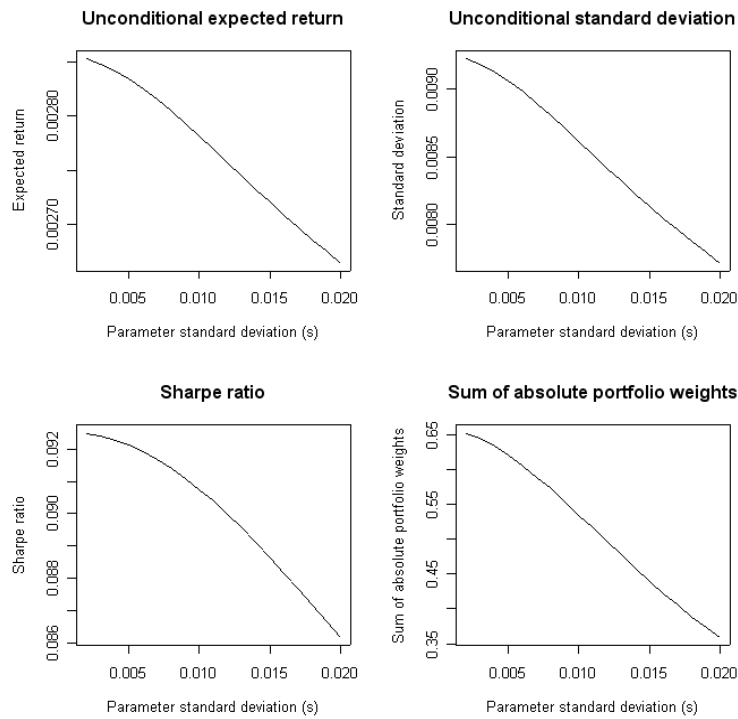 Unconditional expected return
Expected return
0.00280
0.00270
0.005 0.010 0.015 0.020
Parameter standard deviation (s)
Unconditional standard deviation
Standard deviation
0.0090
0.0085
0.0080
0.005 0.010 0.015 0.020
Parameter standard deviation (s)
Sharpe ratio
Sharpe ratio
0.092
0.090
0.088
0.086
0.005 0.010 0.015 0.020
Parameter standard deviation (s)
Sum of absolute portfolio weights
Sum of absolute portfolio weights
0.65
0.55
0.45
0.35
0.005 0.010 0.015 0.020
Parameter standard deviation (s)